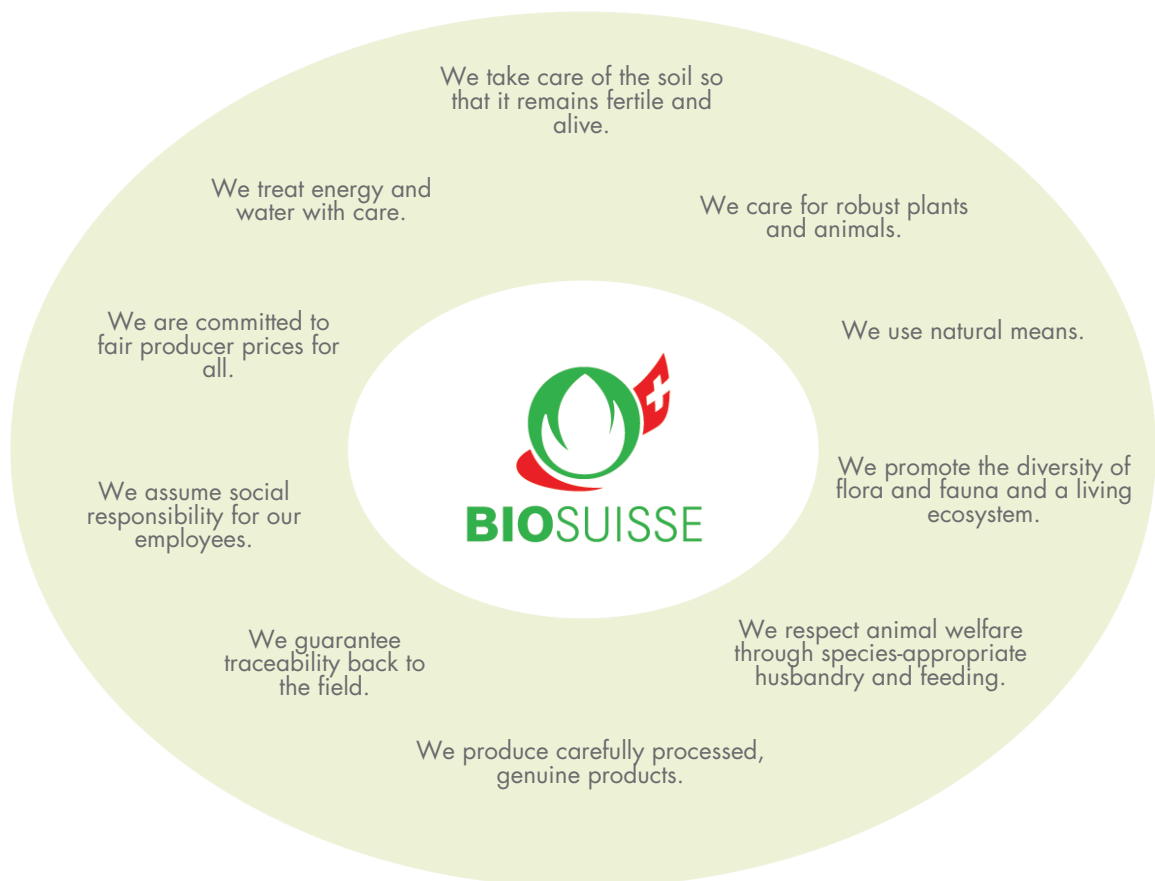 We take care of the soil so
that it remains fertile and
alive.
We treat energy and
water with care.
We care for robust plants
and animals.
We are committed to
fair producer prices for
all.
We use natural means.
BIOSUISSE
We assume social
responsibility for our
employees.
We promote the diversity of
flora and fauna and a living
ecosystem.
We guarantee
traceability back to
the field.
We respect animal welfare
through species-appropriate
husbandry and feeding.
We produce carefully processed,
genuine products.